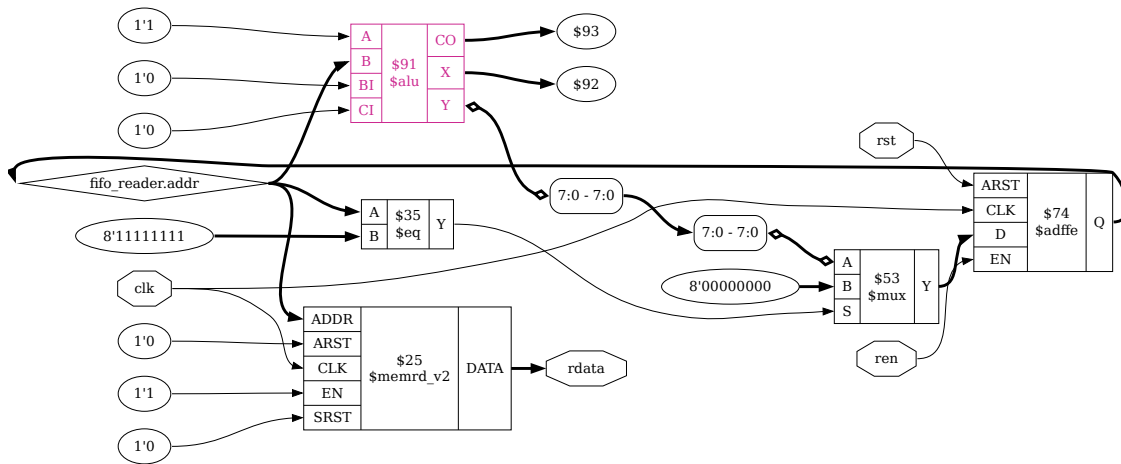 1'1
1'0
1'0
A
B
BI
CI
$91
$alu
CO
X
Y
$93
$92
fifo_reader.addr
8'11111111
A
B
$35
$eq
Y
7:0 - 7:0
7:0 - 7:0
rst
clk
8'00000000
A
B
S
$53
$mux
Y
ARST
CLK
D
EN
$74
$adffe
Q
ren
1'0
1'1
1'0
ADDR
ARST
CLK
EN
SRST
$25
$memrd_v2
DATA
rdata